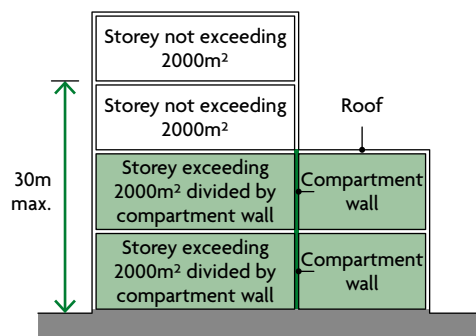 Storey not exceeding
2000m²
Storey not exceeding
2000m²
Roof
30m
max.
Storey exceeding
2000m² divided by
compartment wall
Compartment
wall
Storey exceeding
2000m² divided by
compartment wall
Compartment
wall